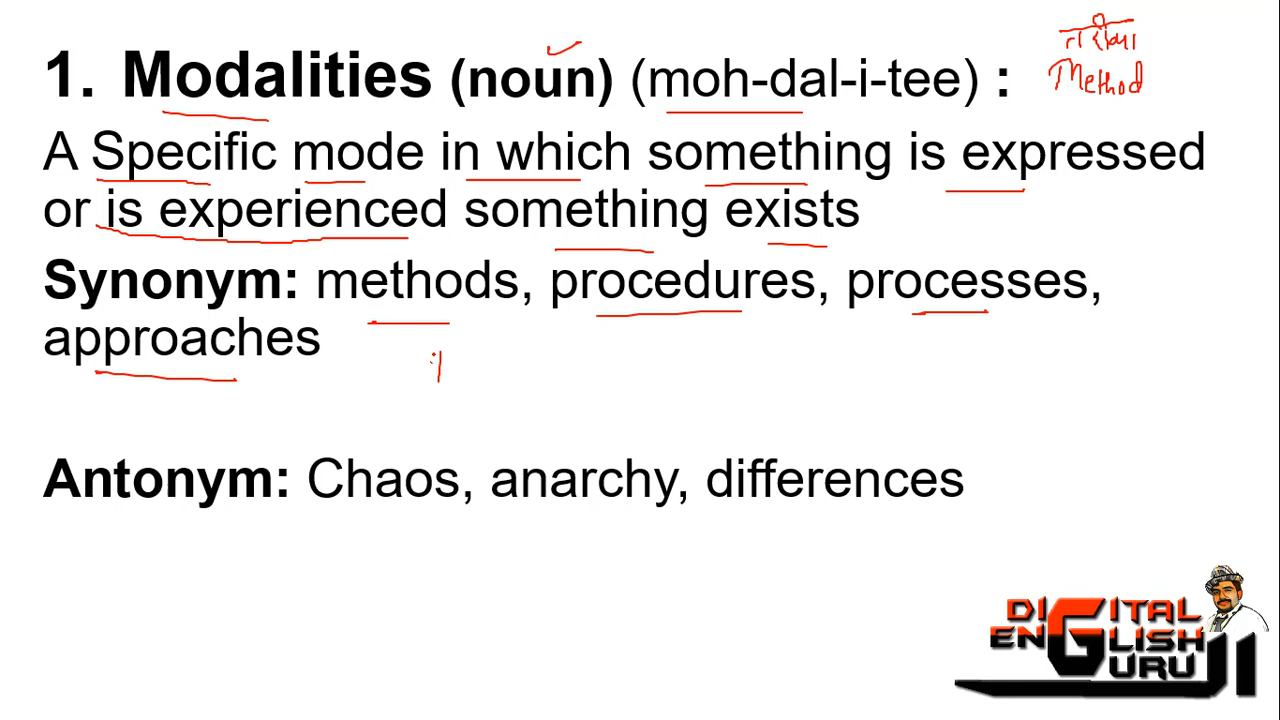 1. Modalities (noun) (moh-dal-i-tee) :
तरीका
Method
A Specific mode in which something is expressed
or is experienced something exists
Synonym: methods, procedures, processes,
approaches
Antonym: Chaos, anarchy, differences
DIGITAL
ENGLISH
GURUJI